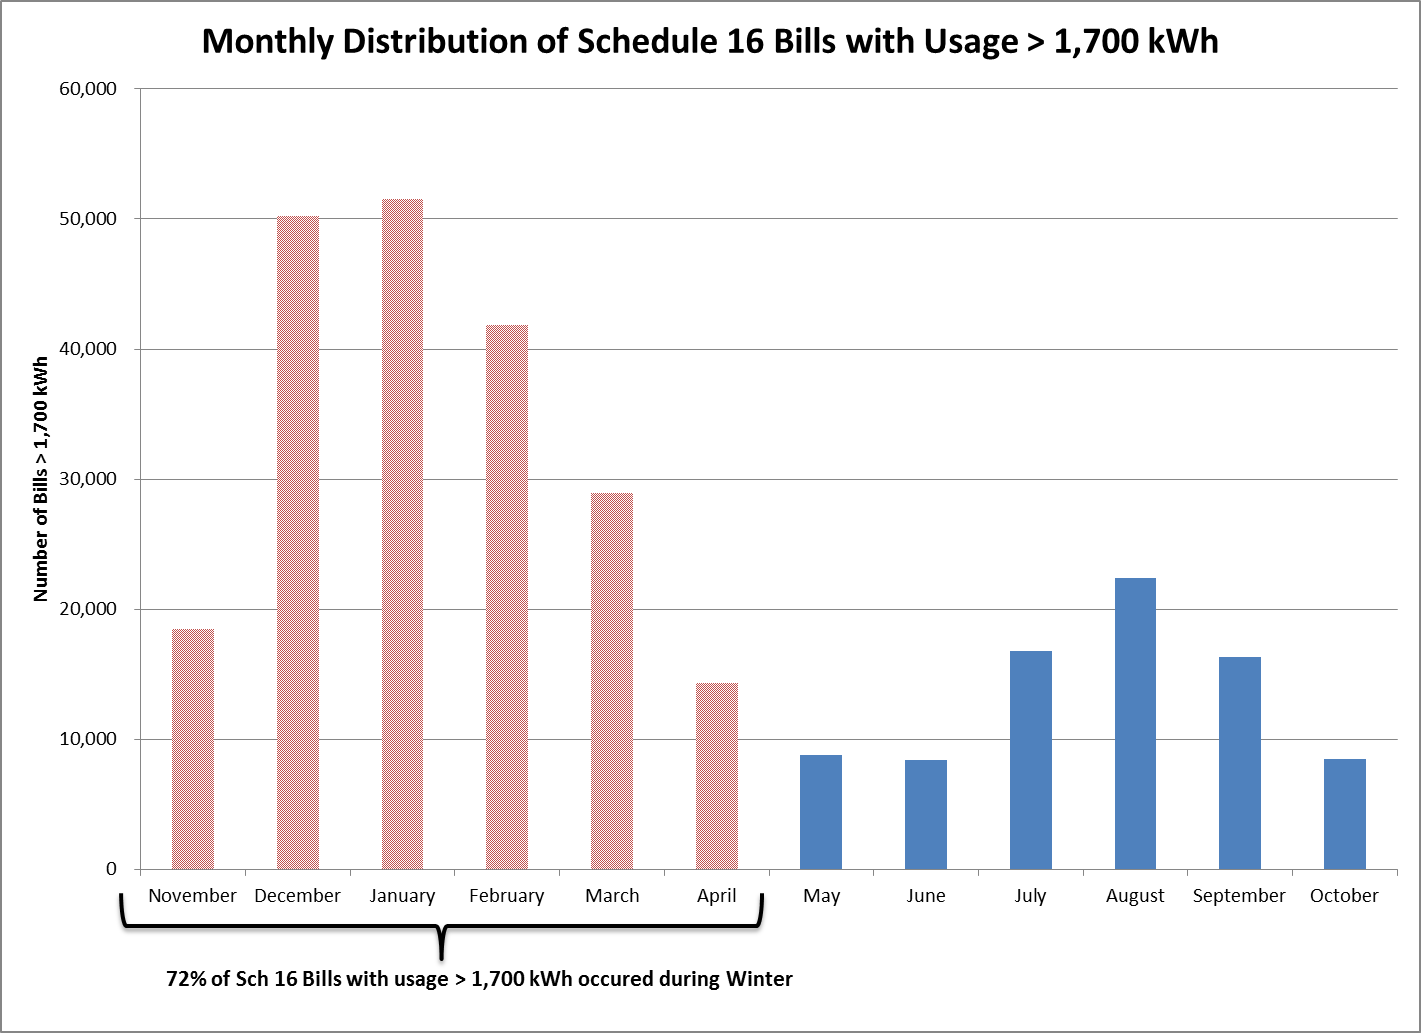 Monthly Distribution of Schedule 16 Bills with Usage > 1,700 kWh
60,000
50,000
40,000
30,000
20,000
10,000
0
Number of Bills > 1,700 kWh
November December January February March April May June July August September October
72% of Sch 16 Bills with usage > 1,700 kWh occured during Winter